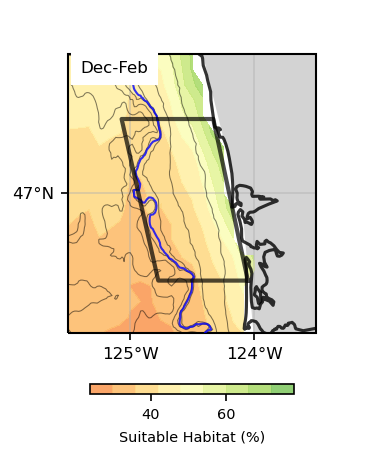 Dec-Feb
47°N
125°W 124°W
40 60
Suitable Habitat (%)